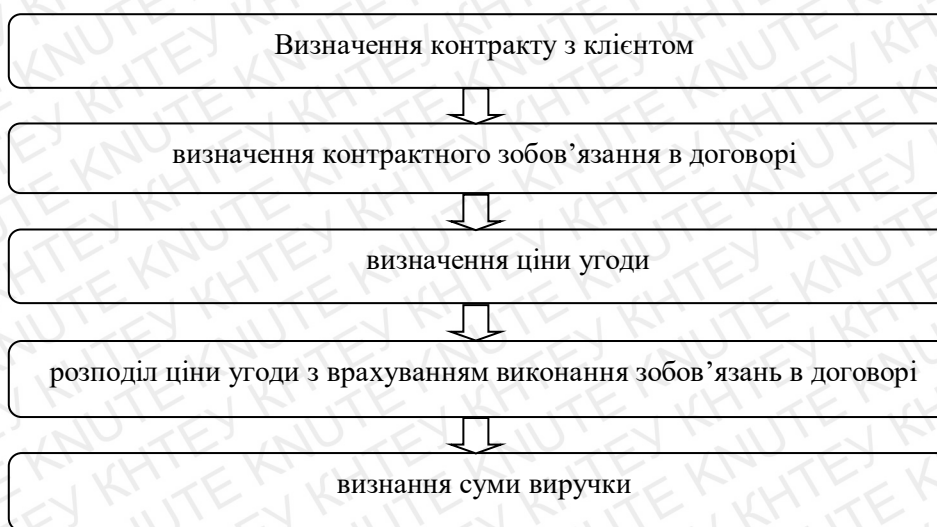 Визначення контракту з клієнтом
визначення контрактного зобов’язання в договорі
визначення ціни угоди
розподіл ціни угоди з врахуванням виконання зобов’язань в договорі
визнання суми виручки